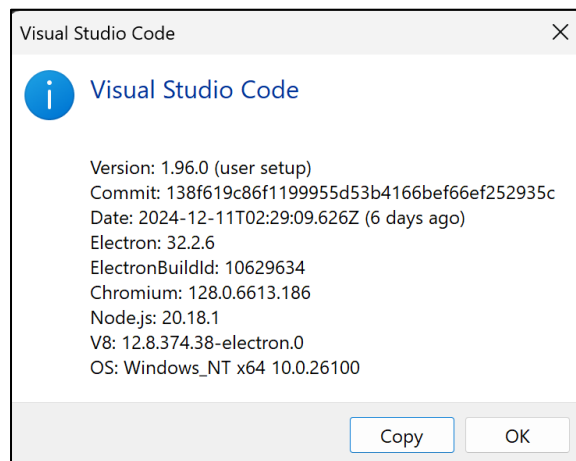 Visual Studio Code
Visual Studio Code
Version: 1.96.0 (user setup)
Commit: 138f619c86f1199955d53b4166bef66ef252935c
Date: 2024-12-11T02:29:09.626Z (6 days ago)
Electron: 32.2.6
ElectronBuildId: 10629634
Chromium: 128.0.6613.186
Node.js: 20.18.1
V8: 12.8.374.38-electron.0
OS: Windows_NT x64 10.0.26100
Copy OK